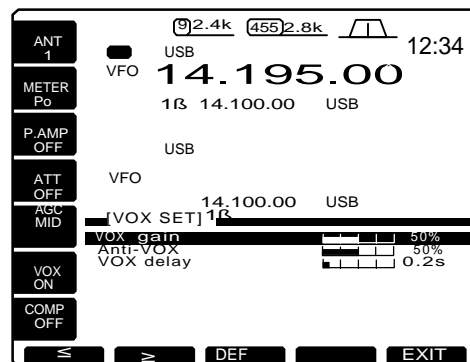 ANT
1
METER
Po
P.AMP
OFF
ATT
OFF
AGC
MID
VOX
ON
COMP
OFF
9 2.4k 455 2.8k
12:34
USB
VFO
14.195.00
1ß 14.100.00 USB
USB
VFO
14.100.00 USB
1ß
[VOX SET]
VOX gain 50%
Anti-VOX 50%
VOX delay 0.2s
≤ ≥ DEF EXIT